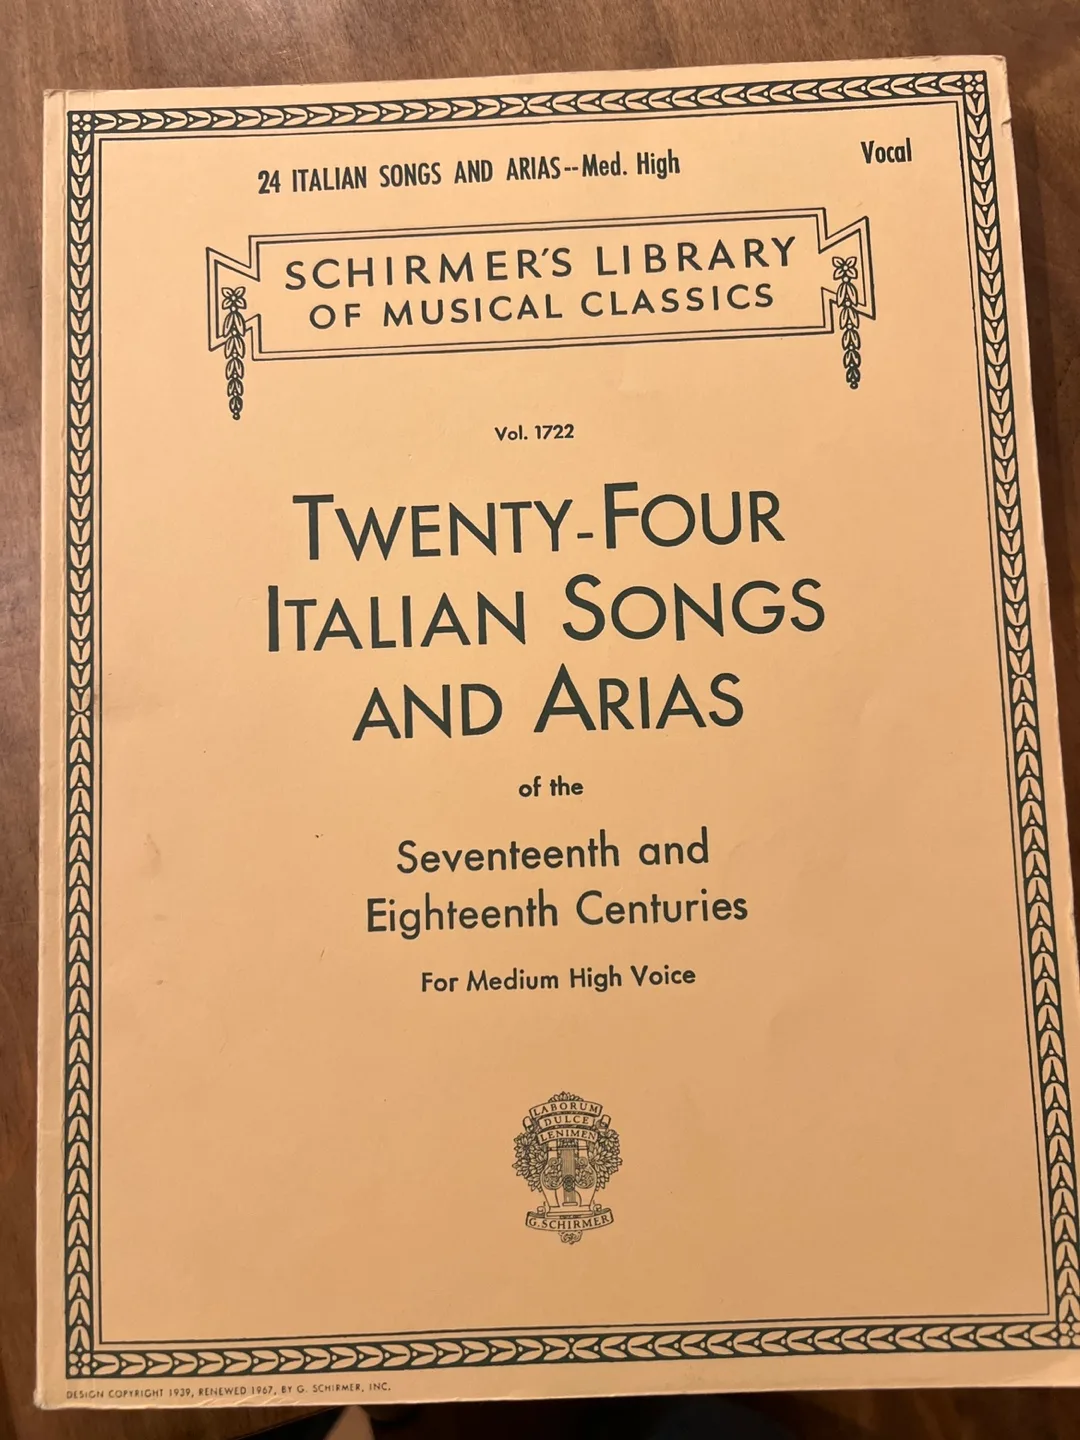 24 ITALIAN SONGS AND ARIAS--Med. High
Vocal
SCHIRMER'S LIBRARY
OF MUSICAL CLASSICS
Vol. 1722
TWENTY-FOUR
ITALIAN SONGS
AND ARIAS
of the
Seventeenth and
Eighteenth Centuries
For Medium High Voice
LABORUM
DULCE
LENIMEN
G. SCHIRMER
DESIGN COPYRIGHT 1939, RENEWED 1967, BY G. SCHIRMER, INC.